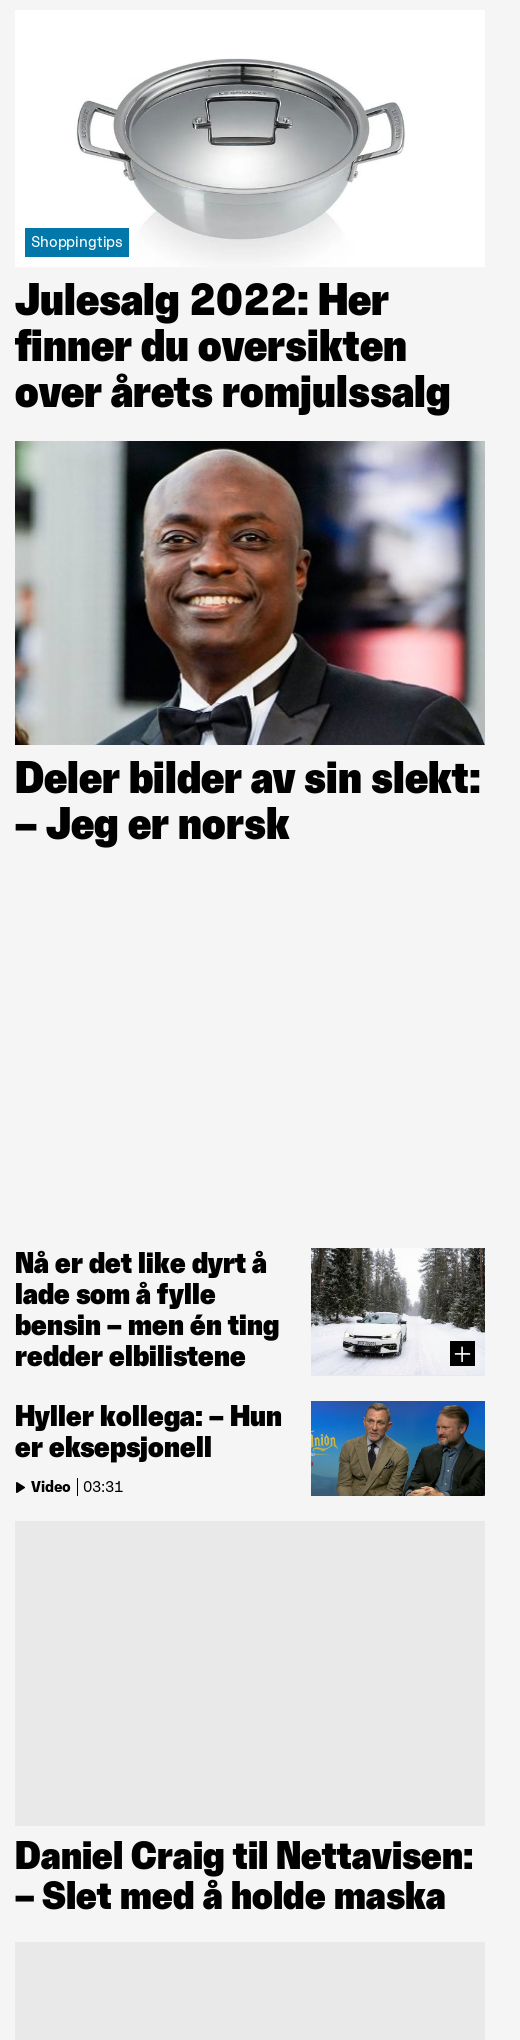 Shoppingtips
Julesalg 2022: Her
finner du oversikten
over årets romjulssalg
Deler bilder av sin slekt:
– Jeg er norsk
Nå er det like dyrt å
lade som å fylle
bensin – men én ting
redder elbilistene
Hyller kollega: – Hun
er eksepsjonell
Video 03:31
Daniel Craig til Nettavisen:
– Slet med å holde maska